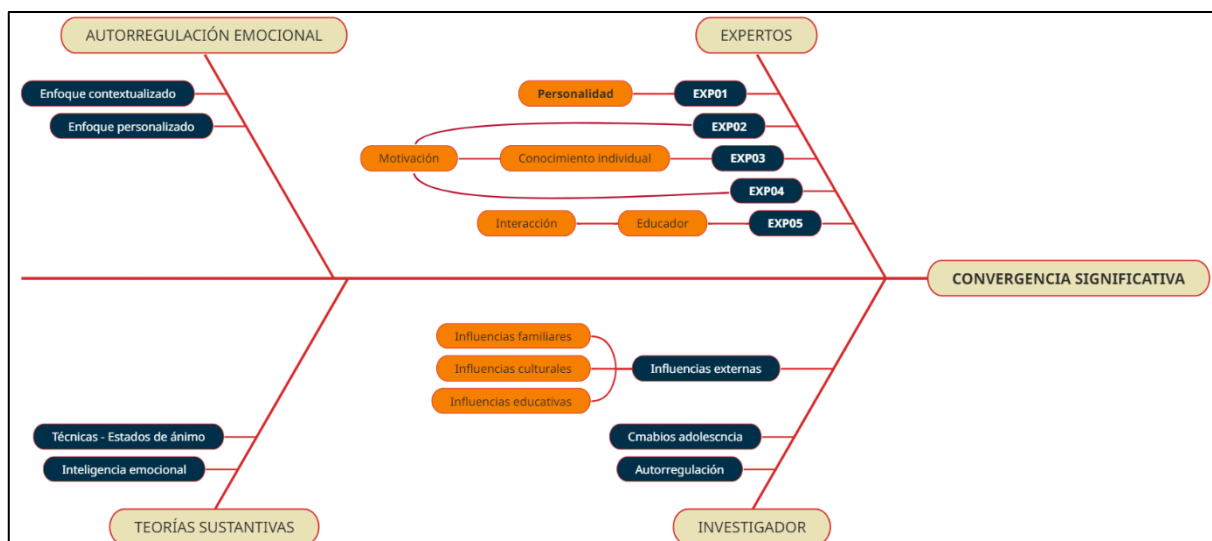 AUTORREGULACIÓN EMOCIONAL
Enfoque contextualizado
Enfoque personalizado
EXPERTOS
Personalidad
EXP01
EXP02
Motivación
Conocimiento individual
EXP03
EXP04
Interacción
Educador
EXP05
CONVERGENCIA SIGNIFICATIVA
Técnicas - Estados de ánimo
Inteligencia emocional
TEORÍAS SUSTANTIVAS
Influencias familiares
Influencias culturales
Influencias educativas
Influencias externas
Cmabios adolescncia
Autorregulación
INVESTIGADOR